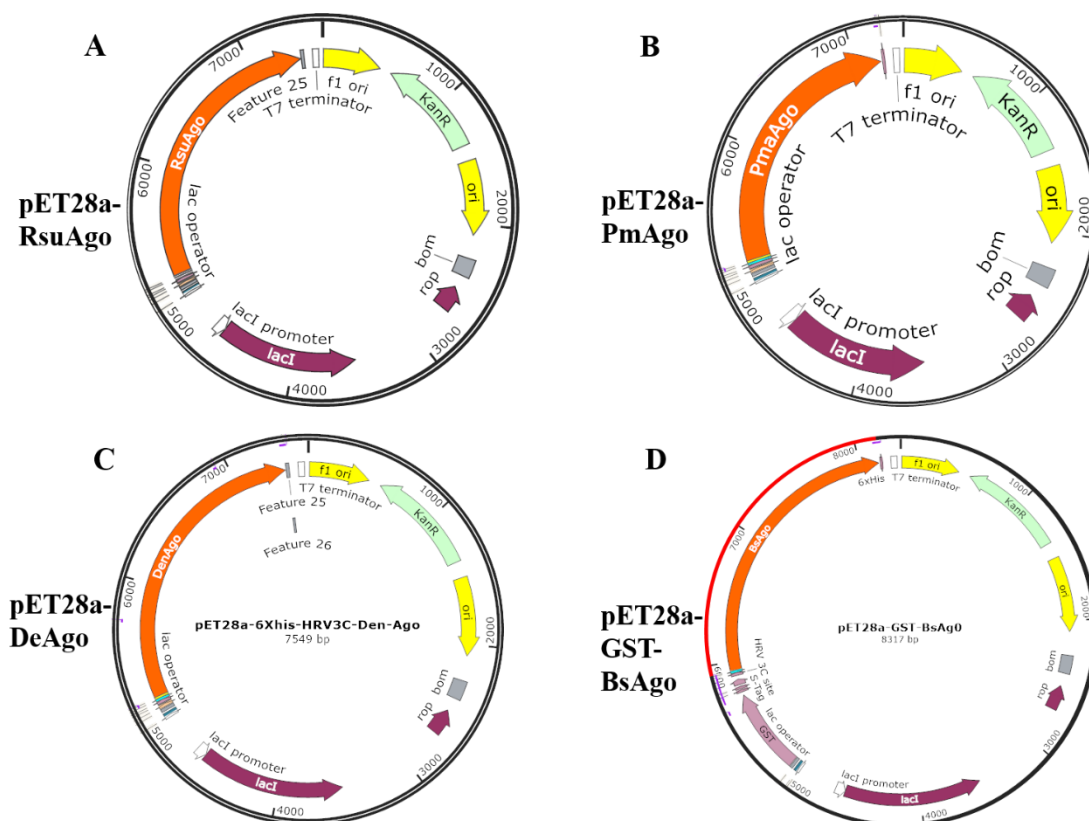 A
pET28a-
RsuAgo
7000
6000
5000
4000
3000
2000
1000
RsuAgo
Feature 25
T7 terminator
f1 ori
KanR
ori
bom
rop
lac operator
lacI promoter
lacI
B
pET28a-
PmAgo
7000
6000
5000
4000
3000
2000
1000
PmaAgo
T7 terminator
f1 ori
KanR
ori
bom
rop
lac operator
lacI promoter
lacI
C
pET28a-
DeAgo
7000
6000
5000
4000
3000
2000
1000
DenAgo
T7 terminator
Feature 25
Feature 26
f1 ori
KanR
ori
bom
rop
lac operator
lacI promoter
lacI
pET28a-6Xhis-HRV3C-Den-Ago
7549 bp
D
pET28a-
GST-
BsAgo
8000
7000
6000
5000
4000
3000
2000
1000
BsAgo
6xHis
T7 terminator
f1 ori
KanR
ori
bom
rop
HRV 3C site
S-Tag
GST
lac operator
lacI promoter
lacI
pET28a-GST-BsAg0
8317 bp